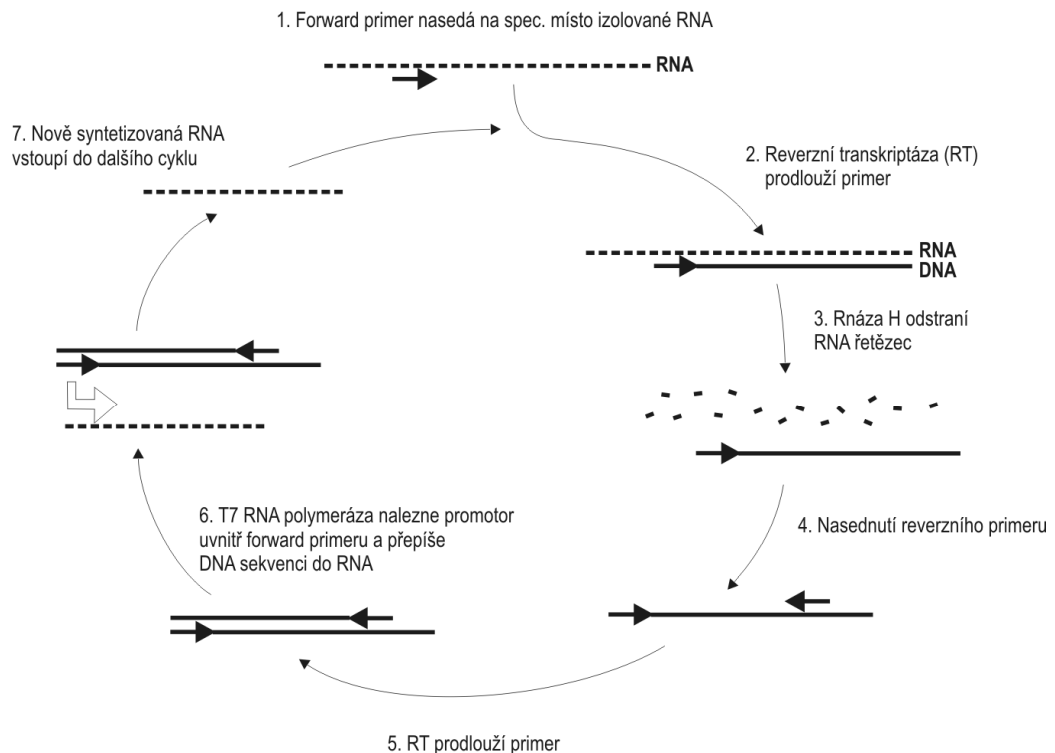 1. Forward primer nasedá na spec. místo izolované RNA
RNA
2. Reverzní transkriptáza (RT)
prodlouží primer
RNA
DNA
3. Rnáza H odstraní
RNA řetězec
4. Nasednutí reverzního primeru
5. RT prodlouží primer
6. T7 RNA polymeráza nalezne promotor
uvnitř forward primeru a přepíše
DNA sekvenci do RNA
7. Nově syntetizovaná RNA
vstoupí do dalšího cyklu